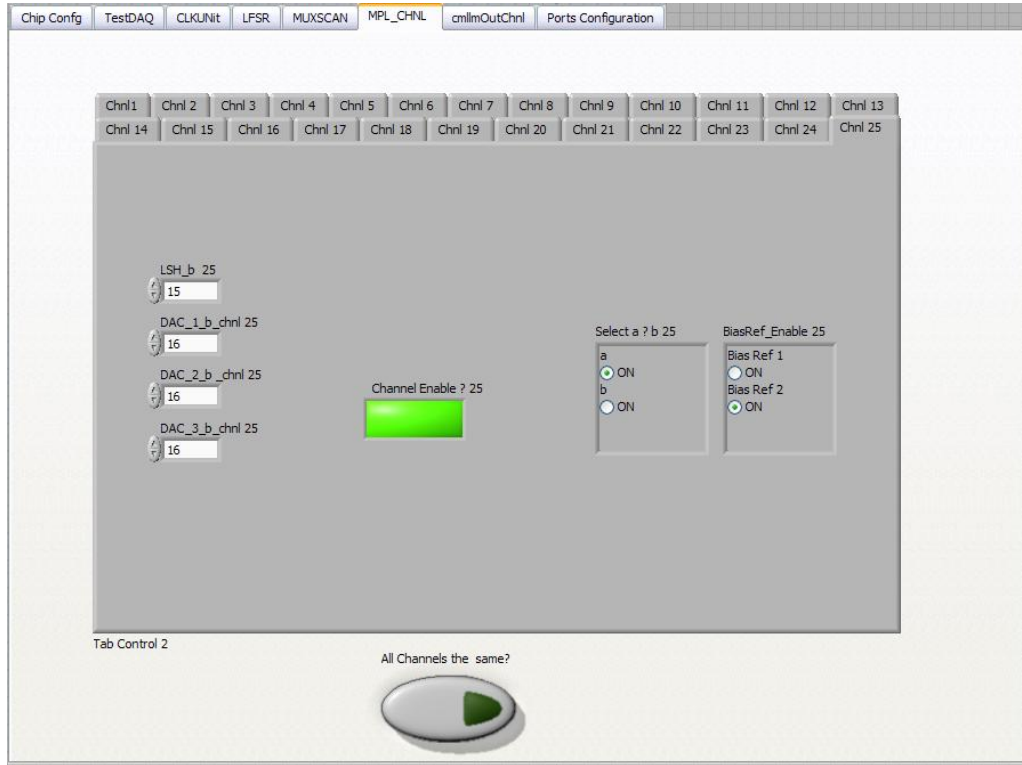 Chip Confg TestDAQ CLKUNit LFSR MUXSCAN MPL_CHNL cmlmOutChnl Ports Configuration
Chnl1 Chnl 2 Chnl 3 Chnl 4 Chnl 5 Chnl 6 Chnl 7 Chnl 8 Chnl 9 Chnl 10 Chnl 11 Chnl 12 Chnl 13
Chnl 14 Chnl 15 Chnl 16 Chnl 17 Chnl 18 Chnl 19 Chnl 20 Chnl 21 Chnl 22 Chnl 23 Chnl 24 Chnl 25
LSH_b 25
15
DAC_1_b_chnl 25
16
DAC_2_b _chnl 25
16
DAC_3_b_chnl 25
16
Channel Enable ? 25
Select a ? b 25
a
ON
b
ON
BiasRef_Enable 25
Bias Ref 1
ON
Bias Ref 2
ON
Tab Control 2
All Channels the same?